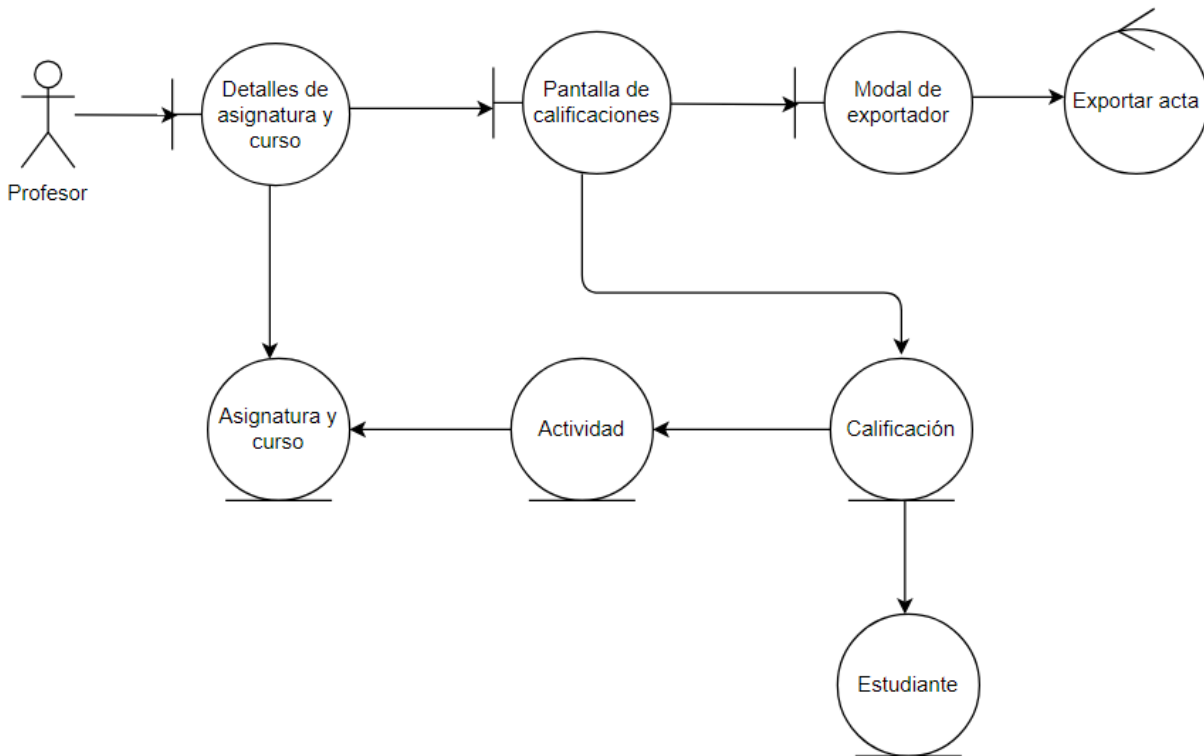 Detalles de
asignatura y
curso
Pantalla de
calificaciones
Modal de
exportador
Exportar acta
Profesor
Asignatura y
curso
Actividad
Calificación
Estudiante